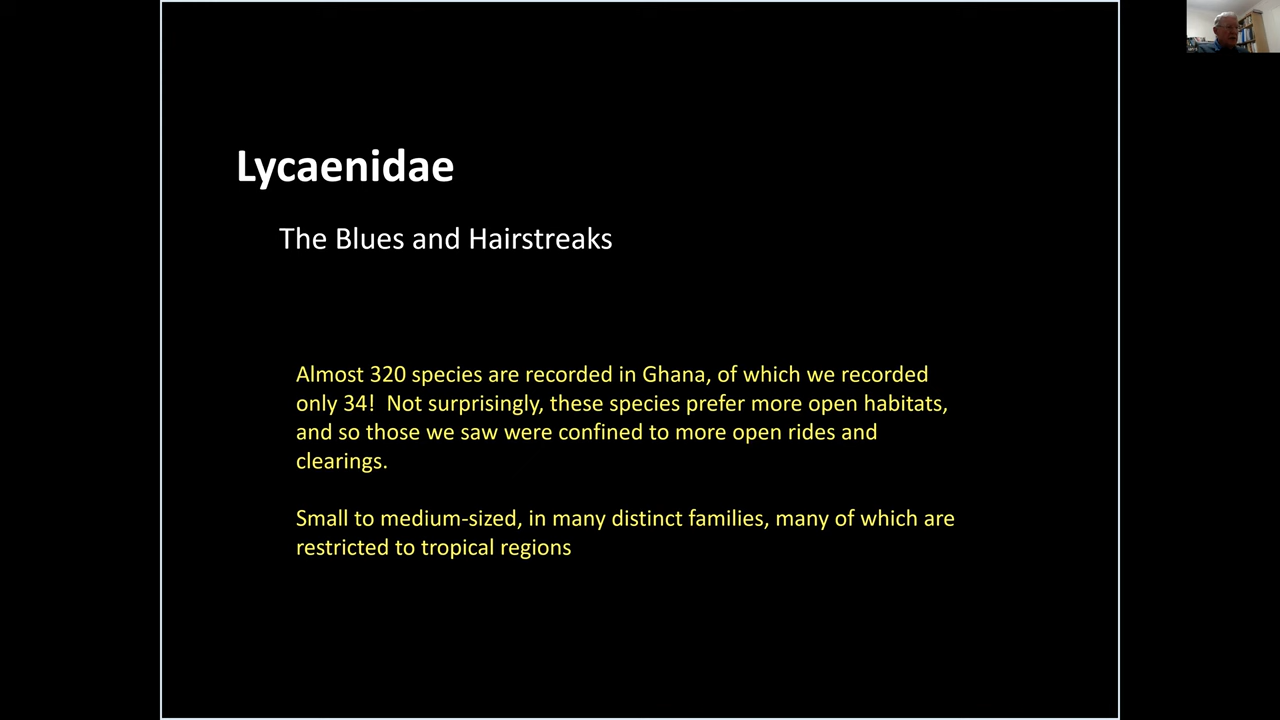 Lycaenidae
The Blues and Hairstreaks
Almost 320 species are recorded in Ghana, of which we recorded
only 34!  Not surprisingly, these species prefer more open habitats,
and so those we saw were confined to more open rides and
clearings.
Small to medium-sized, in many distinct families, many of which are
restricted to tropical regions